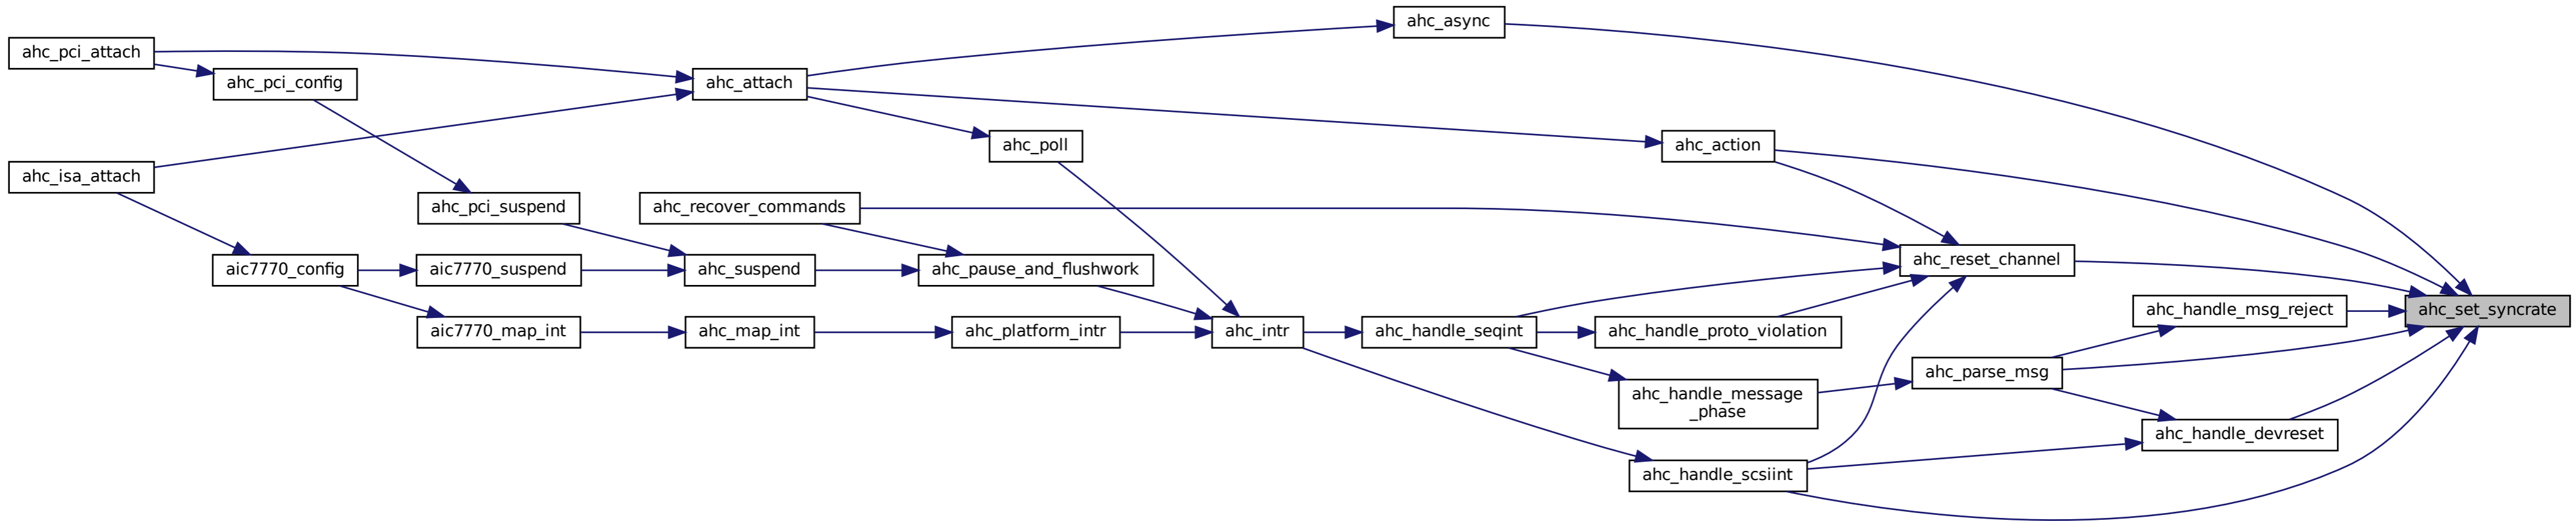 ahc_async
ahc_pci_attach
ahc_pci_config
ahc_attach
ahc_poll
ahc_action
ahc_isa_attach
ahc_pci_suspend
ahc_recover_commands
ahc_reset_channel
aic7770_config
aic7770_suspend
ahc_suspend
ahc_pause_and_flushwork
ahc_handle_msg_reject
ahc_set_syncrate
aic7770_map_int
ahc_map_int
ahc_platform_intr
ahc_intr
ahc_handle_seqint
ahc_handle_proto_violation
ahc_parse_msg
ahc_handle_message
_phase
ahc_handle_devreset
ahc_handle_scsiint